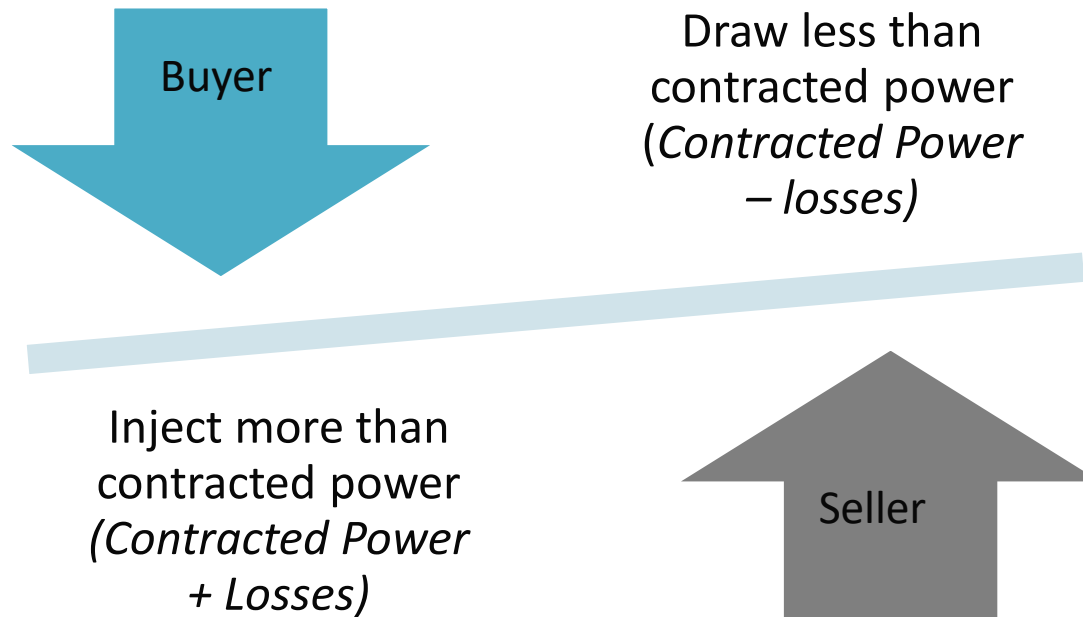 Buyer
Draw less than
contracted power
(Contracted Power
– losses)
Inject more than
contracted power
(Contracted Power
+ Losses)
Seller